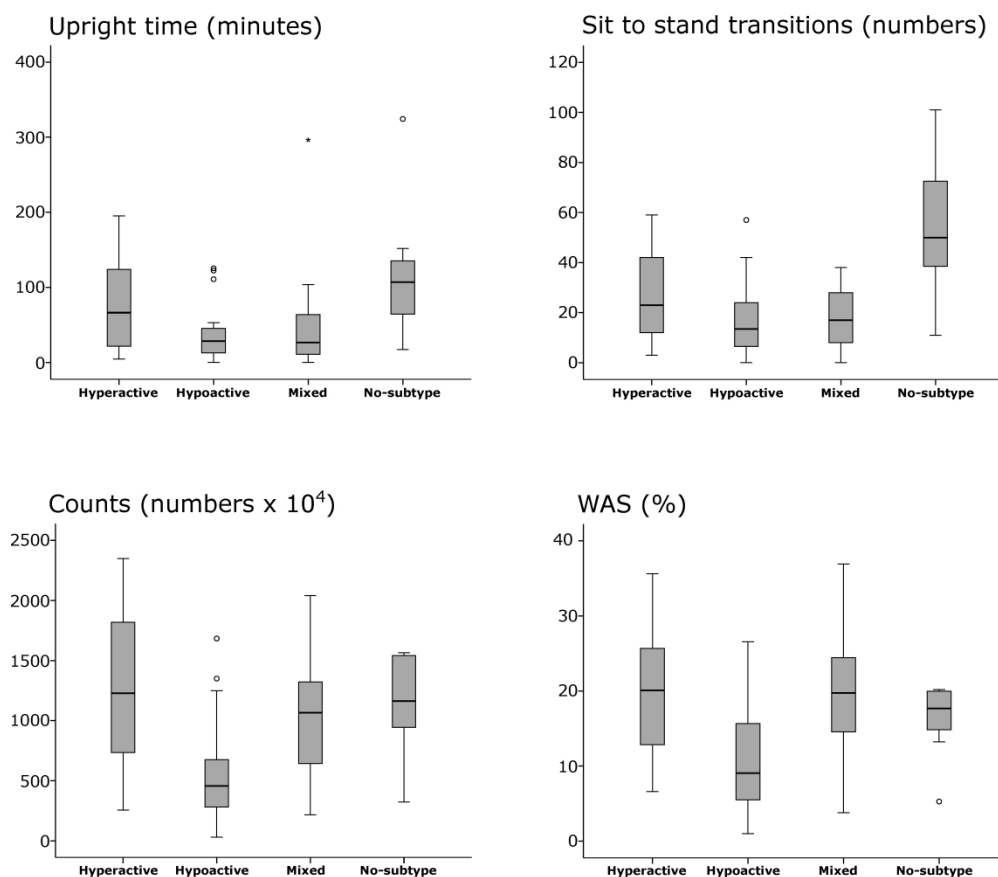 Upright time (minutes)
400
300
200
100
0
Hyperactive Hypoactive Mixed No-subtype
Sit to stand transitions (numbers)
120
100
80
60
40
20
0
Hyperactive Hypoactive Mixed No-subtype
Counts (numbers x 10⁴)
2500
2000
1500
1000
500
0
Hyperactive Hypoactive Mixed No-subtype
WAS (%)
40
30
20
10
0
Hyperactive Hypoactive Mixed No-subtype